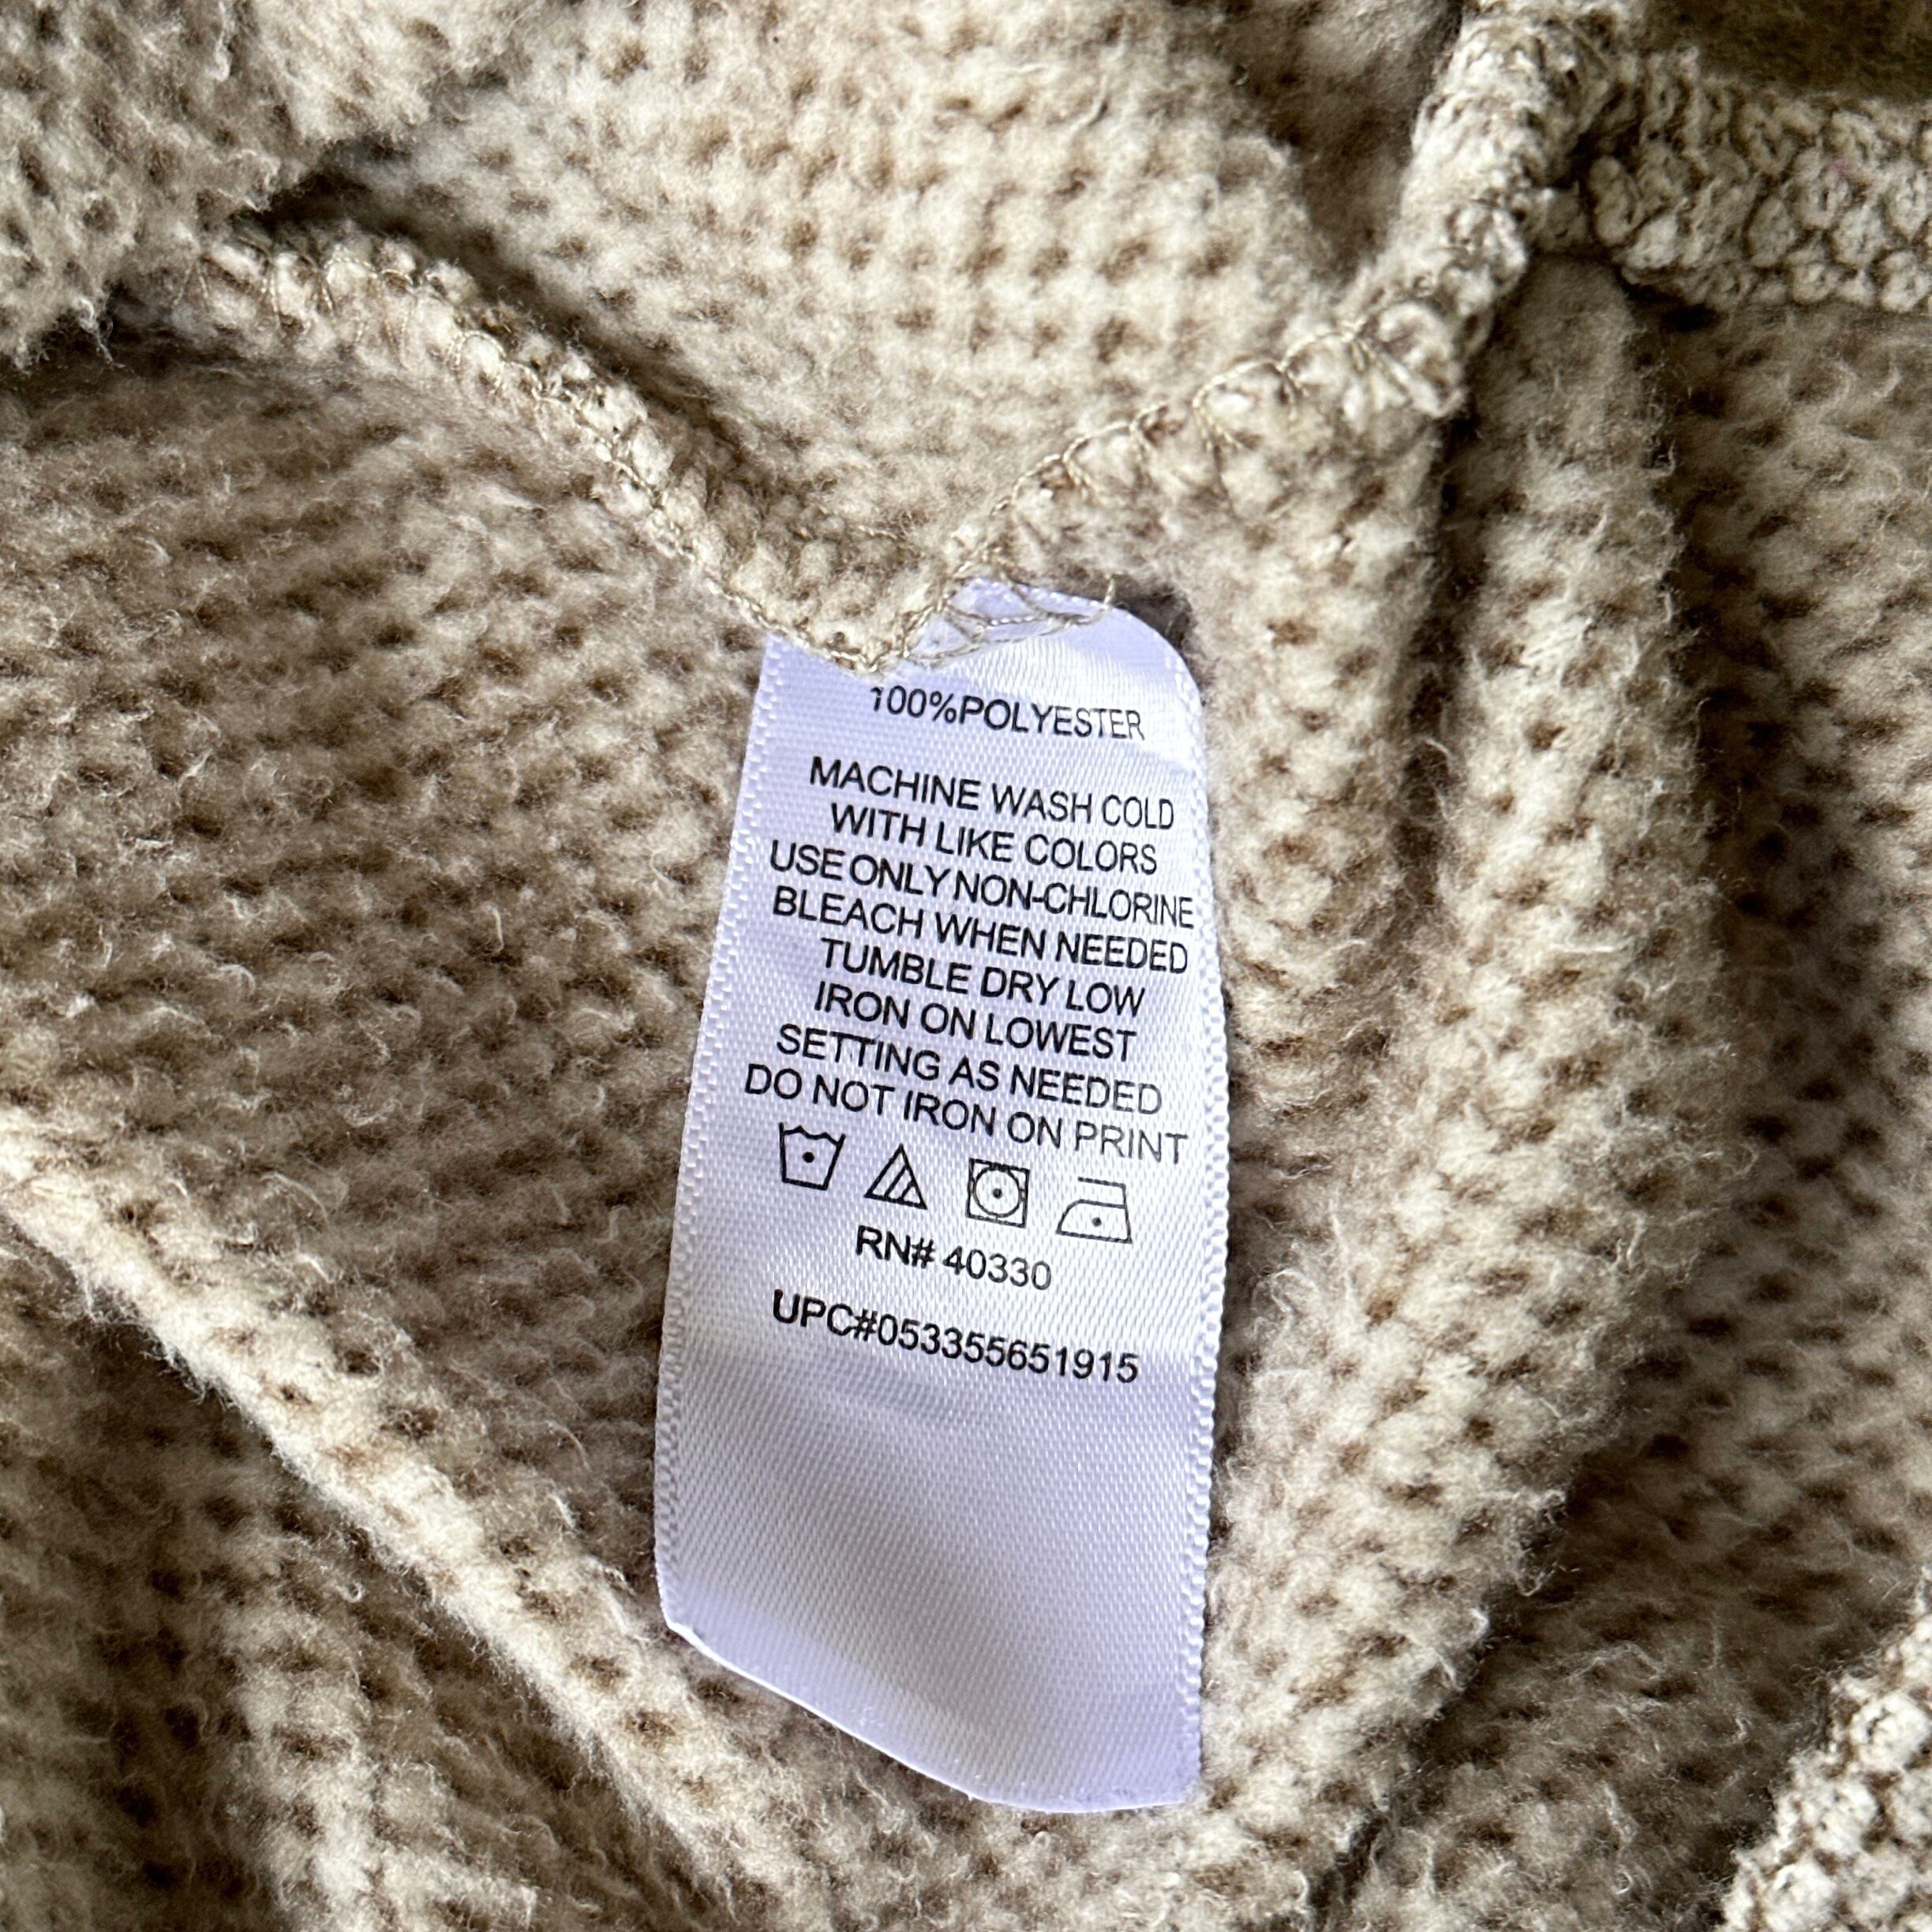 100%POLYESTER
MACHINE WASH COLD
WITH LIKE COLORS
USE ONLY NON-CHLORINE
BLEACH WHEN NEEDED
TUMBLE DRY LOW
IRON ON LOWEST
SETTING AS NEEDED
DO NOT IRON ON PRINT
RN# 40330
UPC#053355651915